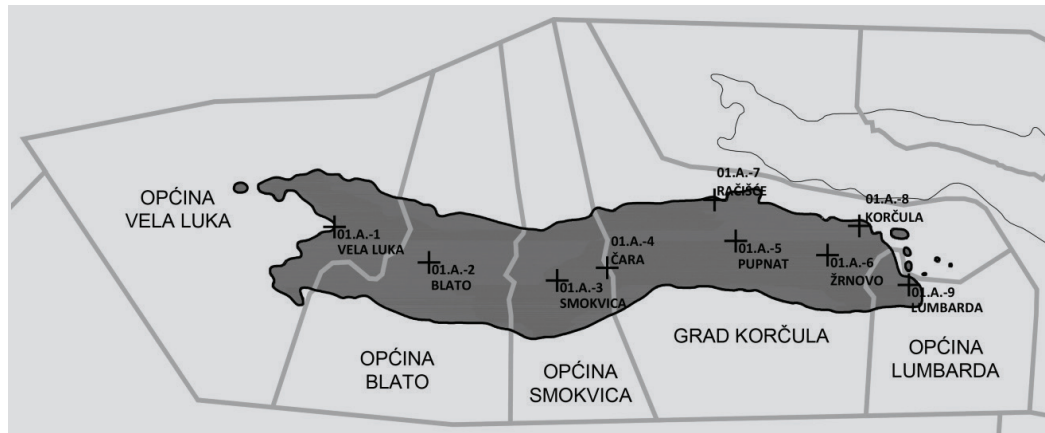 OPĆINA
VELA LUKA
01.A.-1
VELA LUKA
01.A.-2
BLATO
01.A.-3
SMOKVICA
01.A.-4
ČARA
01.A.-7
RAČIŠĆE
01.A.-5
PUPNAT
01.A.-8
KORČULA
01.A.-6
ŽRNOVO
01.A.-9
LUMBARDA
OPĆINA
BLATO
OPĆINA
SMOKVICA
GRAD KORČULA
OPĆINA
LUMBARDA